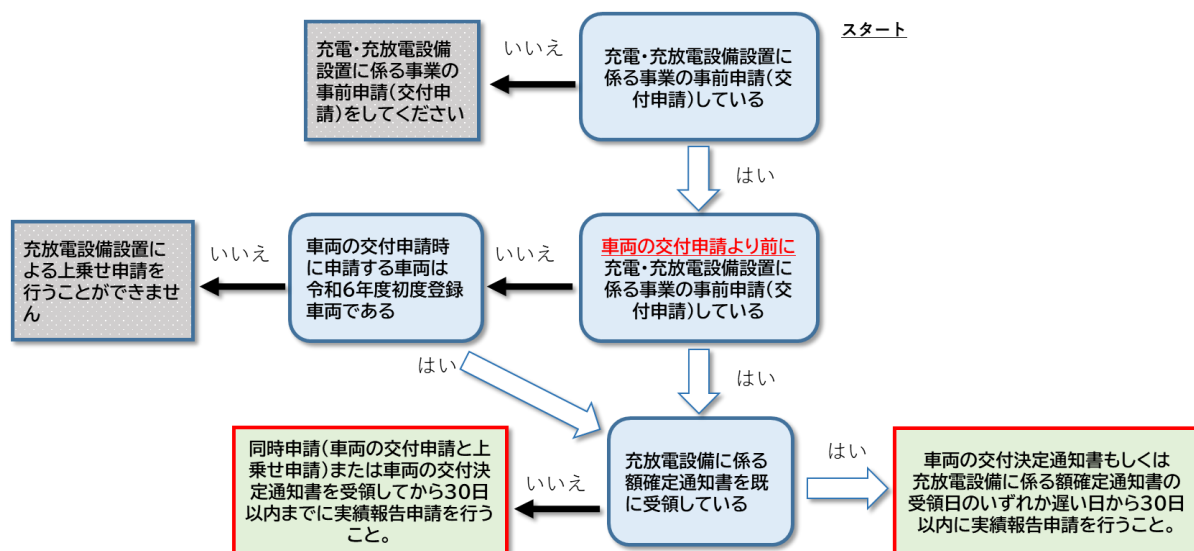 スタート
充電・充放電設備設置に
係る事業の事前申請(交
付申請)している
いいえ
充電・充放電設備
設置に係る事業の
事前申請(交付申
請)をしてください
はい
車両の交付申請より前に
充電・充放電設備設置に
係る事業の事前申請(交
付申請)している
いいえ
車両の交付申請時
に申請する車両は
令和6年度初度登録
車両である
いいえ
充放電設備設置に
よる上乗せ申請を
行うことができませ
ん
はい
はい
充放電設備に係る
額確定通知書を既
に受領している
いいえ
同時申請(車両の交付申請と上
乗せ申請)または車両の交付決
定通知書を受領してから30日
以内までに実績報告申請を行う
こと。
はい
車両の交付決定通知書もしくは
充放電設備に係る額確定通知書の
受領日のいずれか遅い日から30日
以内に実績報告申請を行うこと。